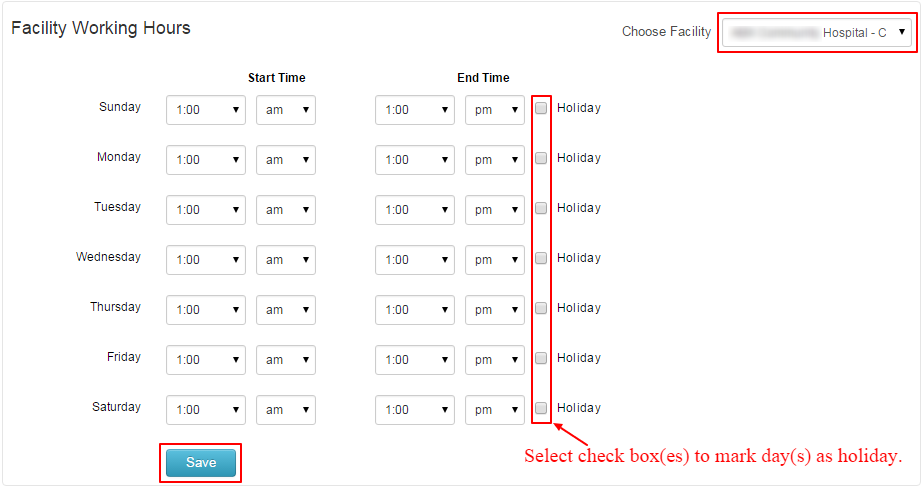 Facility Working Hours
Choose Facility Hospital - C
Start Time End Time
Sunday 1:00 am 1:00 pm Holiday
Monday 1:00 am 1:00 pm Holiday
Tuesday 1:00 am 1:00 pm Holiday
Wednesday 1:00 am 1:00 pm Holiday
Thursday 1:00 am 1:00 pm Holiday
Friday 1:00 am 1:00 pm Holiday
Saturday 1:00 am 1:00 pm Holiday
Select check box(es) to mark day(s) as holiday.
Save